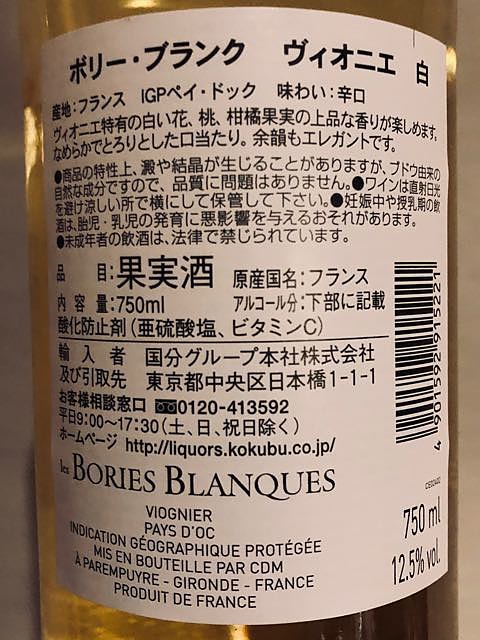 ボリー・ブランク　ヴィオニエ　白
産地：フランス　IGPペイ・ドック　味わい：辛口
ヴィオニエ特有の白い花、桃、柑橘果実の上品な香りが楽しめます。
なめらかでとろりとした口当たり。余韻もエレガントです。
●商品の特性上、澱や結晶が生じることがありますが、ブドウ由来の
自然な成分ですので、品質に問題はありません。●ワインは直射日光
を避け涼しい所で横にして保管して下さい。●妊娠中や授乳期の飲
酒は、胎児・乳児の発育に悪影響を与えるおそれがあります。
●未成年者の飲酒は、法律で禁じられています。
品　目：果実酒　原産国名：フランス
内　容　量：750ml　アルコール分：下部に記載
酸化防止剤（亜硫酸塩、ビタミンC）
輸　入　者　国分グループ本社株式会社
及び引取先　東京都中央区日本橋1-1-1
お客様相談窓口 0120-413592
平日9:00〜17:30（土、日、祝日除く）
ホームページ http://liquors.kokubu.co.jp/
4 901592 915221
les BORIES BLANQUES
VIOGNIER
PAYS D'OC
INDICATION GÉOGRAPHIQUE PROTÉGÉE
MIS EN BOUTEILLE PAR CDM
À PAREMPUYRE - GIRONDE - FRANCE
PRODUIT DE FRANCE
750 ml
12.5% vol.